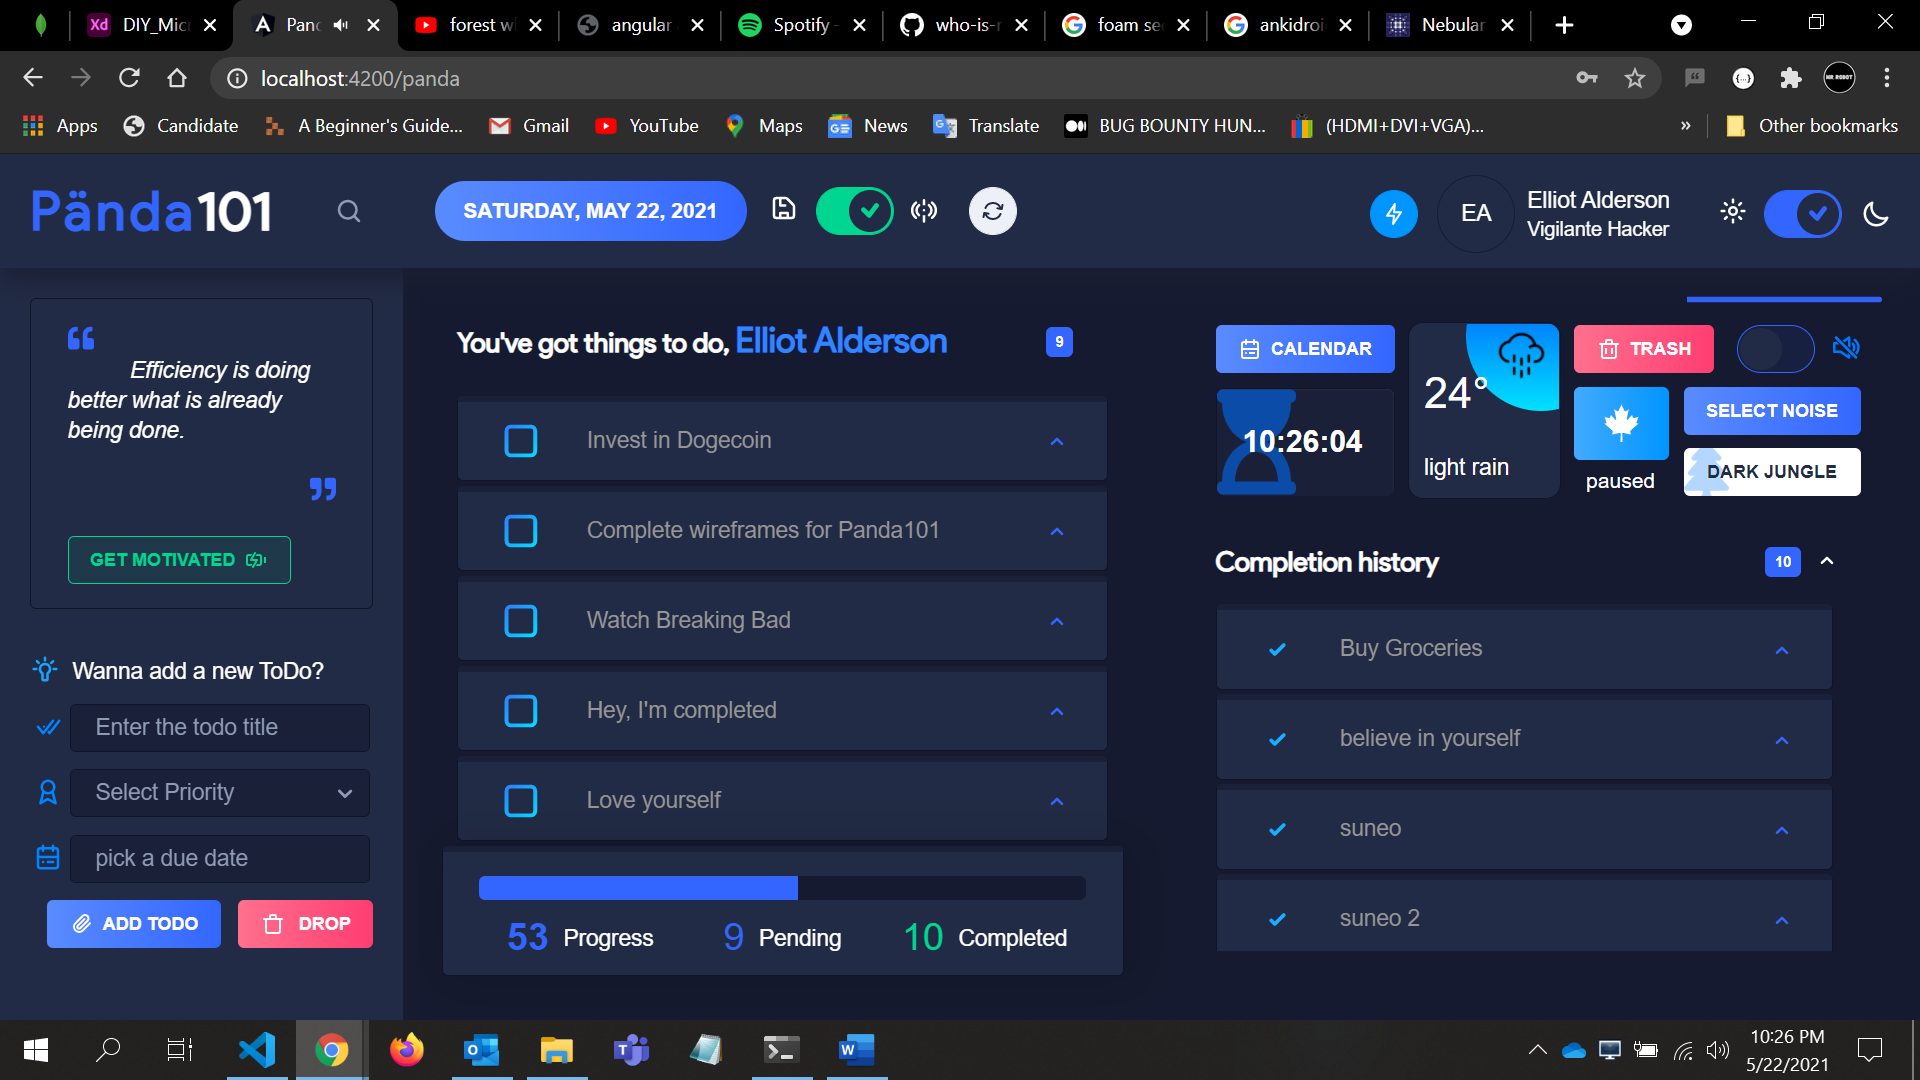 DIY_Mic
Panc
forest w
angular
Spotify -
who-is-r
foam se
ankidroi
Nebular
localhost:4200/panda
Apps
Candidate
A Beginner's Guide...
Gmail
YouTube
Maps
News
Translate
BUG BOUNTY HUN...
(HDMI+DVI+VGA)...
»
Other bookmarks
Pända101
SATURDAY, MAY 22, 2021
EA
Elliot Alderson
Vigilante Hacker
Efficiency is doing
better what is already
being done.
GET MOTIVATED
Wanna add a new ToDo?
Enter the todo title
Select Priority
pick a due date
ADD TODO
DROP
You've got things to do, Elliot Alderson
9
Invest in Dogecoin
Complete wireframes for Panda101
Watch Breaking Bad
Hey, I'm completed
Love yourself
53 Progress
9 Pending
10 Completed
CALENDAR
10:26:04
24°
light rain
TRASH
paused
SELECT NOISE
DARK JUNGLE
Completion history
10
Buy Groceries
believe in yourself
suneo
suneo 2
10:26 PM
5/22/2021